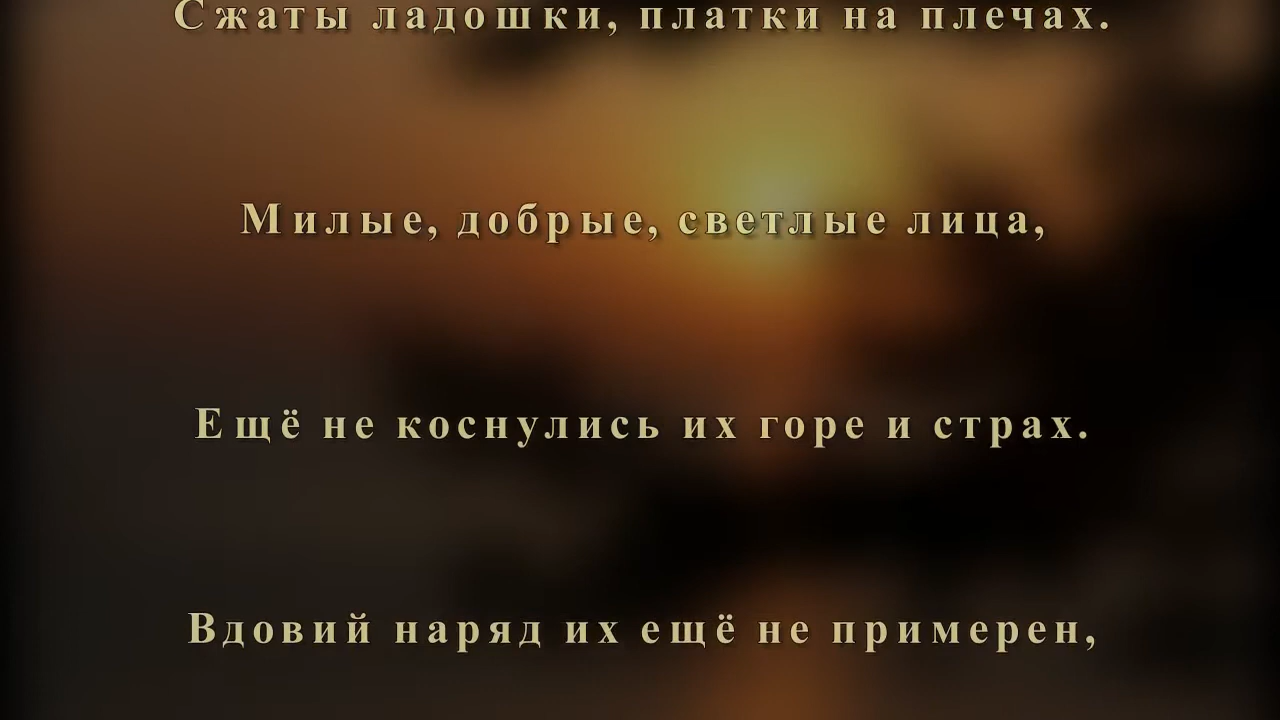 Сжаты ладошки, платки на плечах.
Милые, добрые, светлые лица,
Ещё не коснулись их горе и страх.
Вдовий наряд их ещё не примерен,